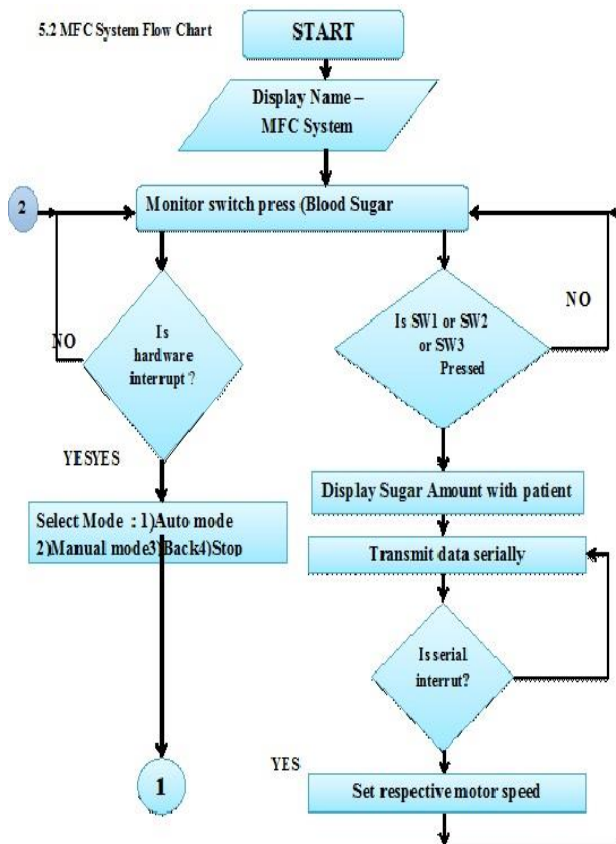 5.2 MFC System Flow Chart
START
Display Name –
MFC System
2
Monitor switch press (Blood Sugar
NO
Is
hardware
interrupt ?
NO
Is SW1 or SW2
or SW3
Pressed
YESYES
Select Mode : 1)Auto mode
2)Manual mode3)Back4)Stop
Display Sugar Amount with patient
Transmit data serially
Is serial
interrut?
YES
1
Set respective motor speed